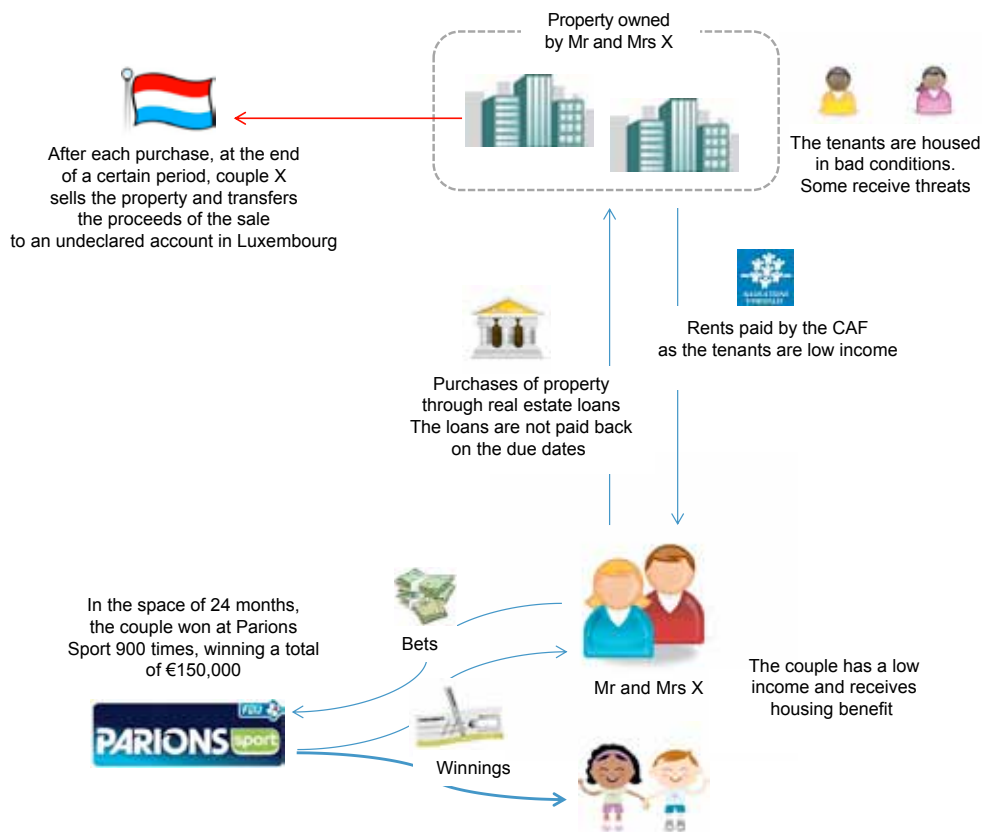 Property owned
by Mr and Mrs X
After each purchase, at the end
of a certain period, couple X
sells the property and transfers
the proceeds of the sale
to an undeclared account in Luxembourg
The tenants are housed
in bad conditions.
Some receive threats
Rents paid by the CAF
as the tenants are low income
Purchases of property
through real estate loans
The loans are not paid back
on the due dates
In the space of 24 months,
the couple won at Parions
Sport 900 times, winning a total
of €150,000
Bets
Mr and Mrs X
The couple has a low
income and receives
housing benefit
FDJ
PARIONS sport
Winnings